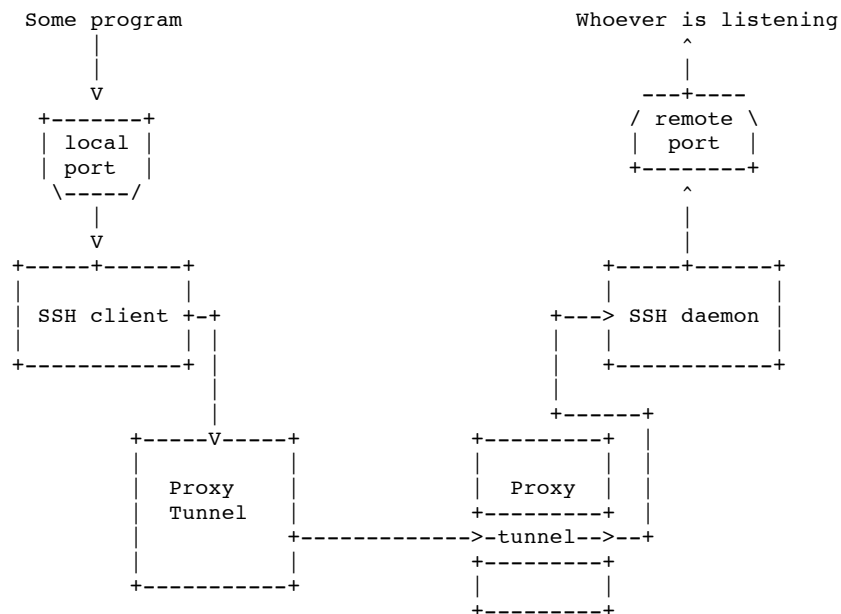 Some program
Whoever is listening
local
port
remote
port
SSH client
SSH daemon
Proxy
Tunnel
Proxy
tunnel